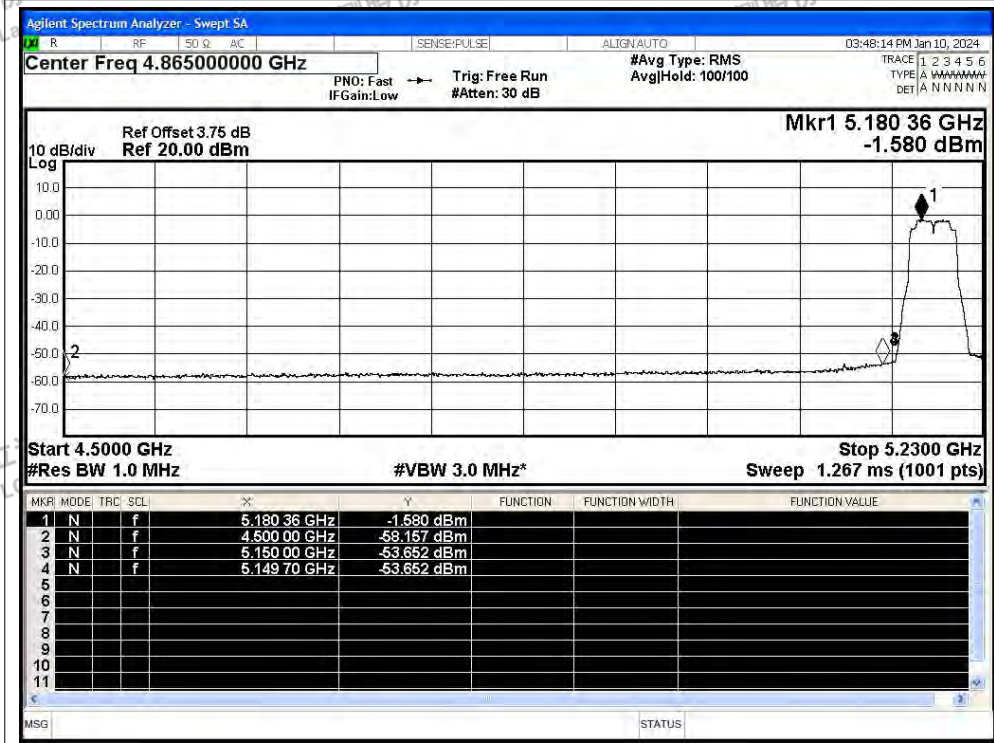 Agilent Spectrum Analyzer - Swept SA
R RF 50 Ω AC SENSE:PULSE ALIGNAUTO 03:48:14 PM Jan 10, 2024
Center Freq 4.865000000 GHz #Avg Type: RMS TRACE 1 2 3 4 5 6
PNO: Fast Trig: Free Run Avg|Hold: 100/100 TYPE A
IFGain:Low #Atten: 30 dB DET A N N N N N
Mkr1 5.180 36 GHz
Ref Offset 3.75 dB
10 dB/div Ref 20.00 dBm -1.580 dBm
Log
10.0
1
0.00
-10.0
-20.0
-30.0
-40.0
-50.0 2
-60.0
-70.0
Start 4.5000 GHz Stop 5.2300 GHz
#Res BW 1.0 MHz #VBW 3.0 MHz* Sweep 1.267 ms (1001 pts)
MKR MODE TRC SCL X Y FUNCTION FUNCTION WIDTH FUNCTION VALUE
1 N f 5.180 36 GHz -1.580 dBm
2 N f 4.500 00 GHz -58.157 dBm
3 N f 5.150 00 GHz -53.652 dBm
4 N f 5.149 70 GHz -53.652 dBm
5
6
7
8
9
10
11
MSG STATUS